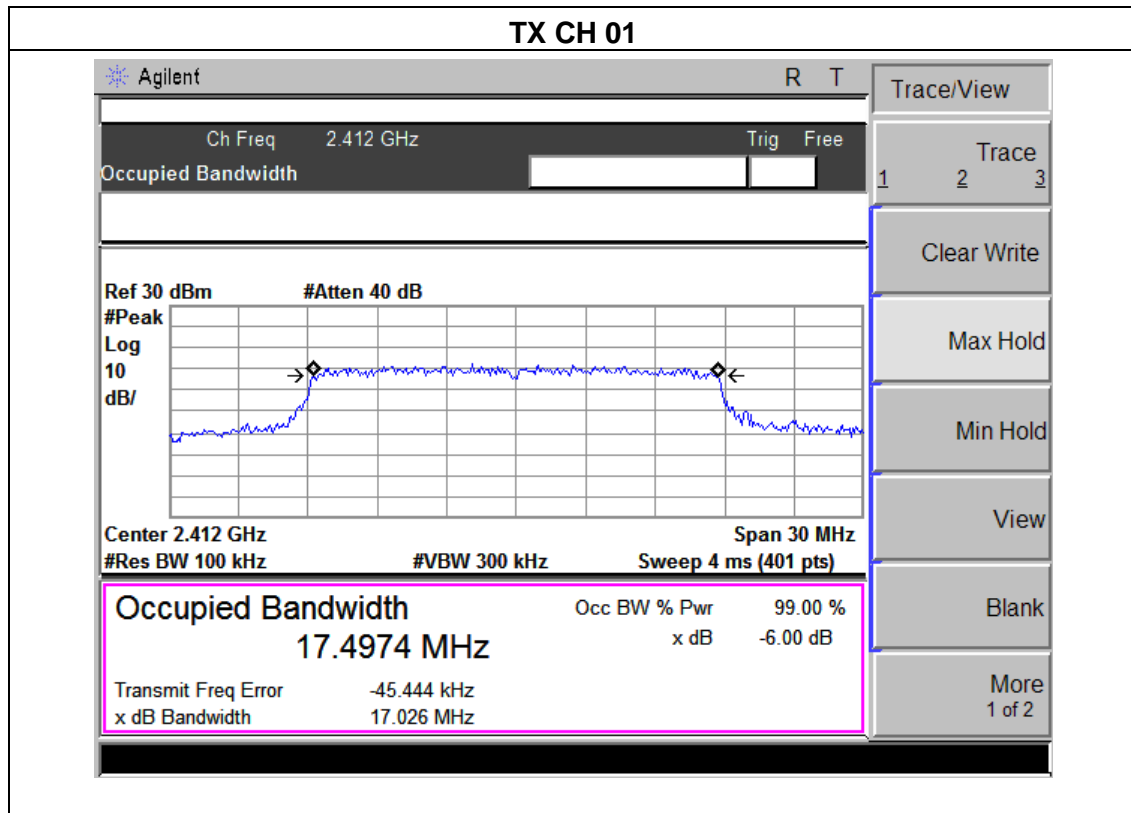 TX CH 01
Agilent R T
Ch Freq 2.412 GHz Trig Free
Occupied Bandwidth
Ref 30 dBm #Atten 40 dB
#Peak
Log
10
dB/
Center 2.412 GHz Span 30 MHz
#Res BW 100 kHz #VBW 300 kHz Sweep 4 ms (401 pts)
Occupied Bandwidth Occ BW % Pwr 99.00 %
17.4974 MHz x dB -6.00 dB
Transmit Freq Error -45.444 kHz
x dB Bandwidth 17.026 MHz
Trace/View
Trace
1 2 3
Clear Write
Max Hold
Min Hold
View
Blank
More
1 of 2